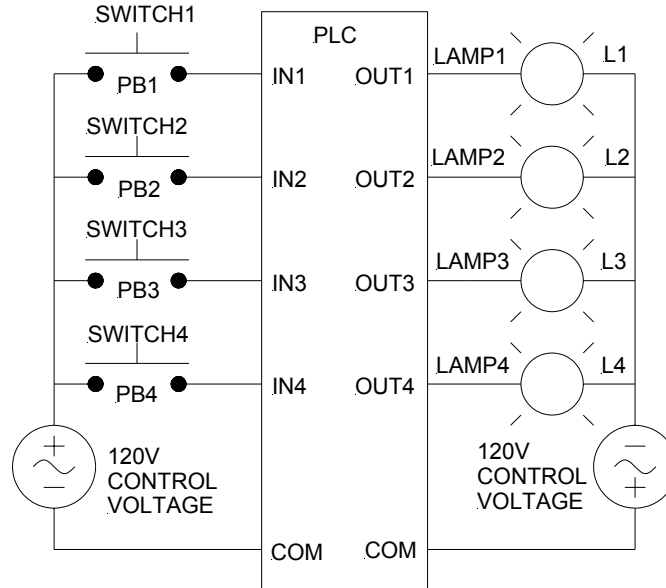 SWITCH1
PLC
PB1
IN1
OUT1
LAMP1
L1
SWITCH2
PB2
IN2
OUT2
LAMP2
L2
SWITCH3
PB3
IN3
OUT3
LAMP3
L3
SWITCH4
PB4
IN4
OUT4
LAMP4
L4
120V
CONTROL
VOLTAGE
120V
CONTROL
VOLTAGE
COM
COM